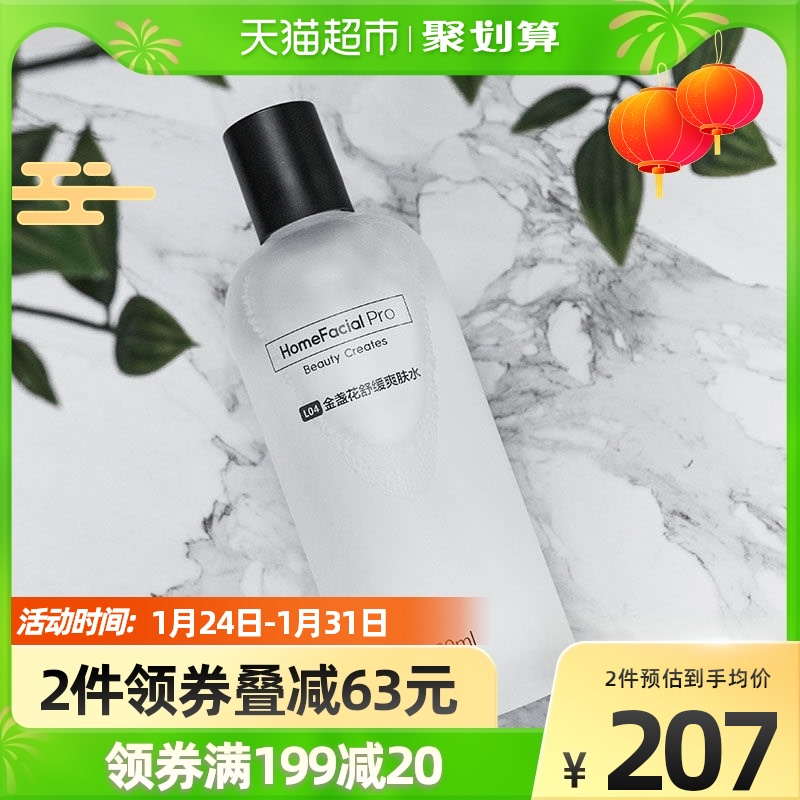 天猫超市|聚划算
HomeFacial Pro
Beauty Creates
L04 金盏花舒缓爽肤水
活动时间: 1月24日-1月31日
2件领券叠减63元
领券满199减20
2件预估到手均价
¥207